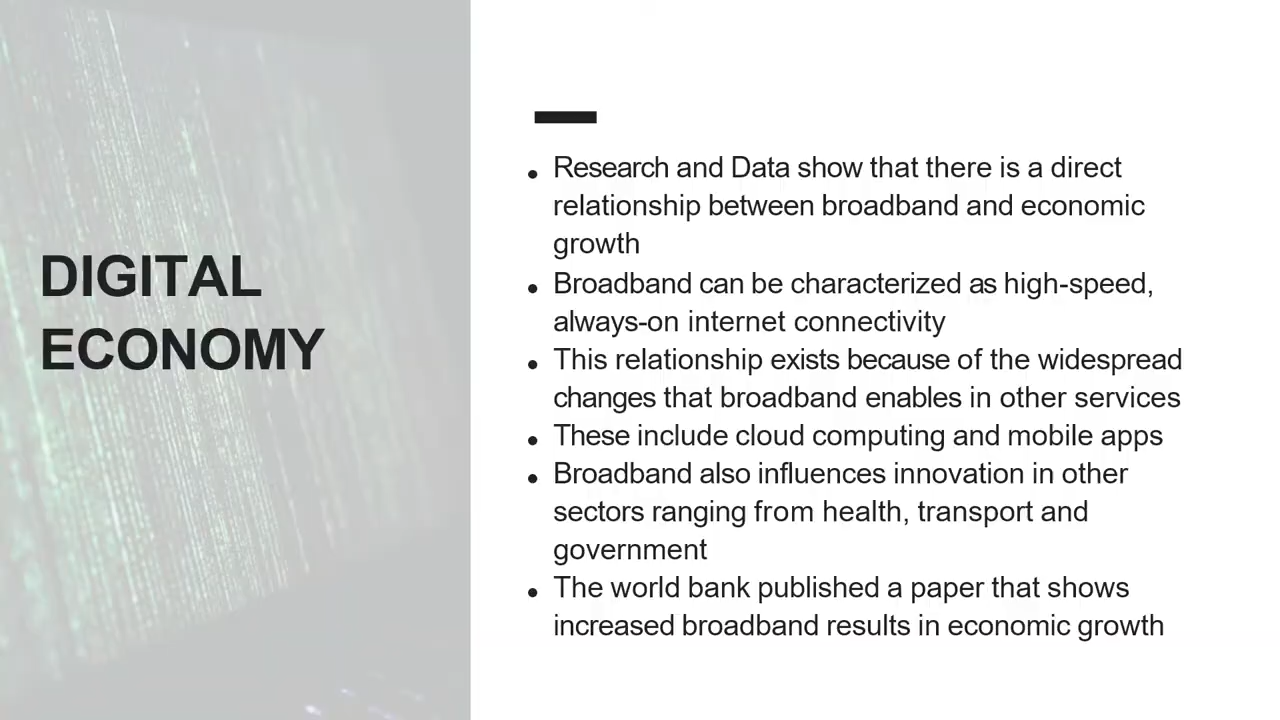 DIGITAL
ECONOMY
• Research and Data show that there is a direct
relationship between broadband and economic
growth
• Broadband can be characterized as high-speed,
always-on internet connectivity
• This relationship exists because of the widespread
changes that broadband enables in other services
• These include cloud computing and mobile apps
• Broadband also influences innovation in other
sectors ranging from health, transport and
government
• The world bank published a paper that shows
increased broadband results in economic growth